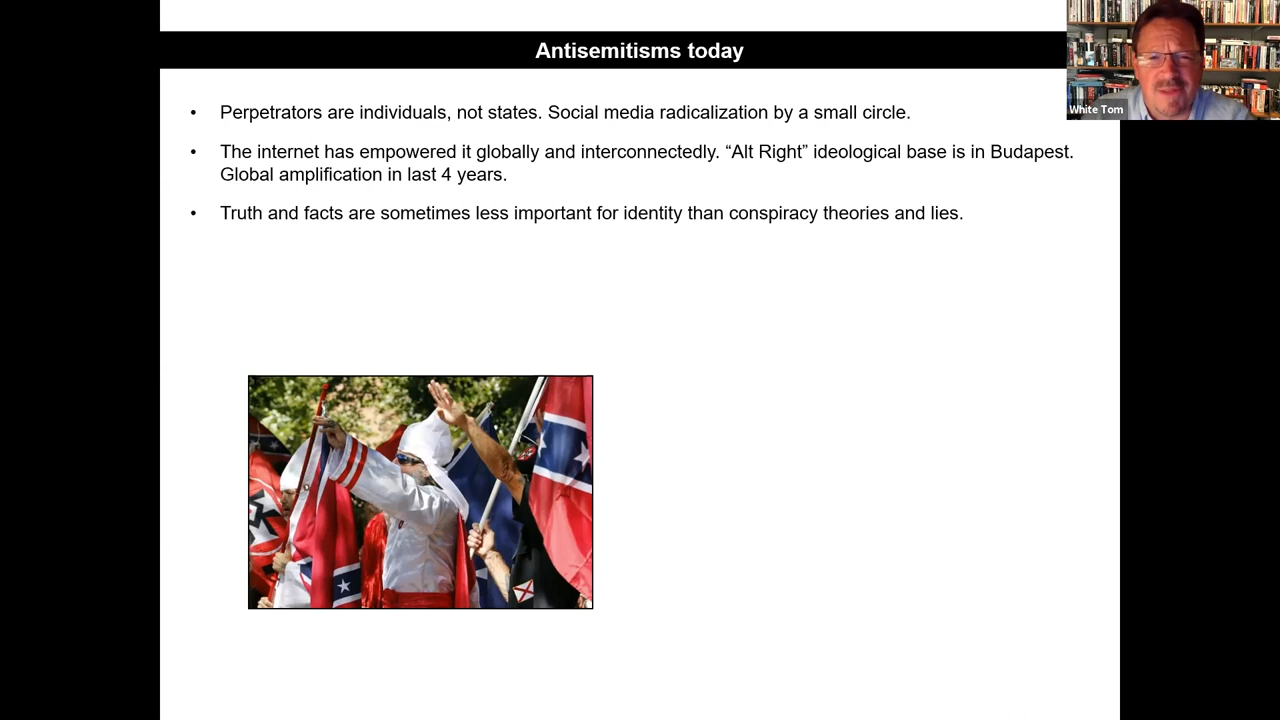 Antisemitisms today
White Tom
• Perpetrators are individuals, not states. Social media radicalization by a small circle.
• The internet has empowered it globally and interconnectedly. “Alt Right” ideological base is in Budapest.
Global amplification in last 4 years.
• Truth and facts are sometimes less important for identity than conspiracy theories and lies.